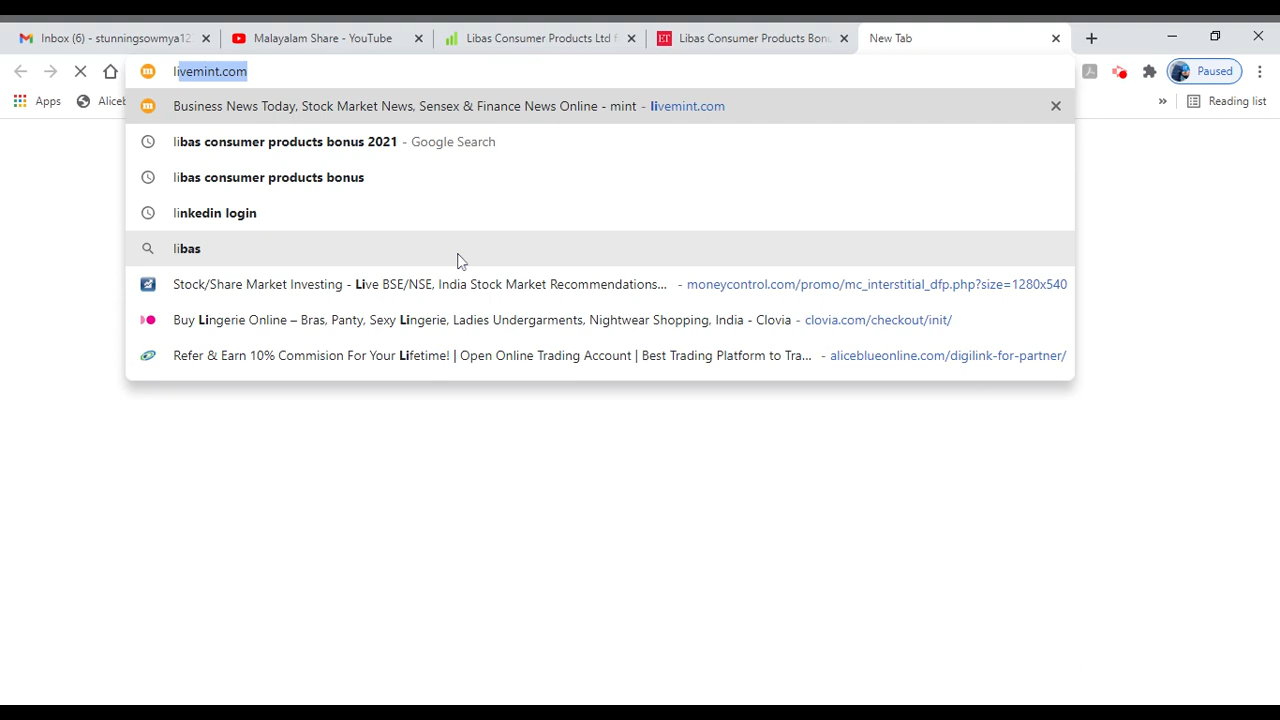 Inbox (6) - stunningsowmya12
Malayalam Share - YouTube
Libas Consumer Products Ltd f
ET Libas Consumer Products Bonu
New Tab
livemint.com
Paused
Apps
Aliceb
Reading list
Business News Today, Stock Market News, Sensex & Finance News Online - mint - livemint.com
libas consumer products bonus 2021 - Google Search
libas consumer products bonus
linkedin login
libas
Stock/Share Market Investing - Live BSE/NSE, India Stock Market Recommendations... - moneycontrol.com/promo/mc_interstitial_dfp.php?size=1280x540
Buy Lingerie Online – Bras, Panty, Sexy Lingerie, Ladies Undergarments, Nightwear Shopping, India - Clovia - clovia.com/checkout/init/
Refer & Earn 10% Commision For Your Lifetime! | Open Online Trading Account | Best Trading Platform to Tra... - aliceblueonline.com/digilink-for-partner/